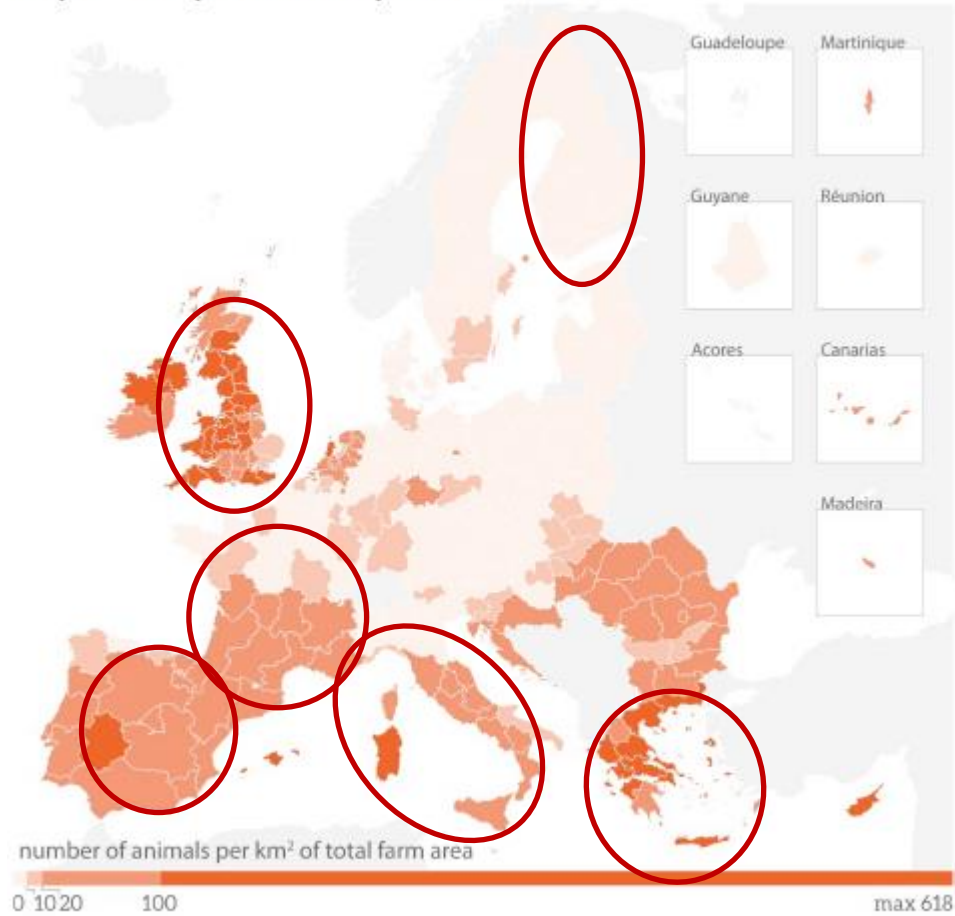 Guadeloupe Martinique
Guyane Réunion
Acores Canarias
Madeira
number of animals per km² of total farm area
0 10 20 100 max 618